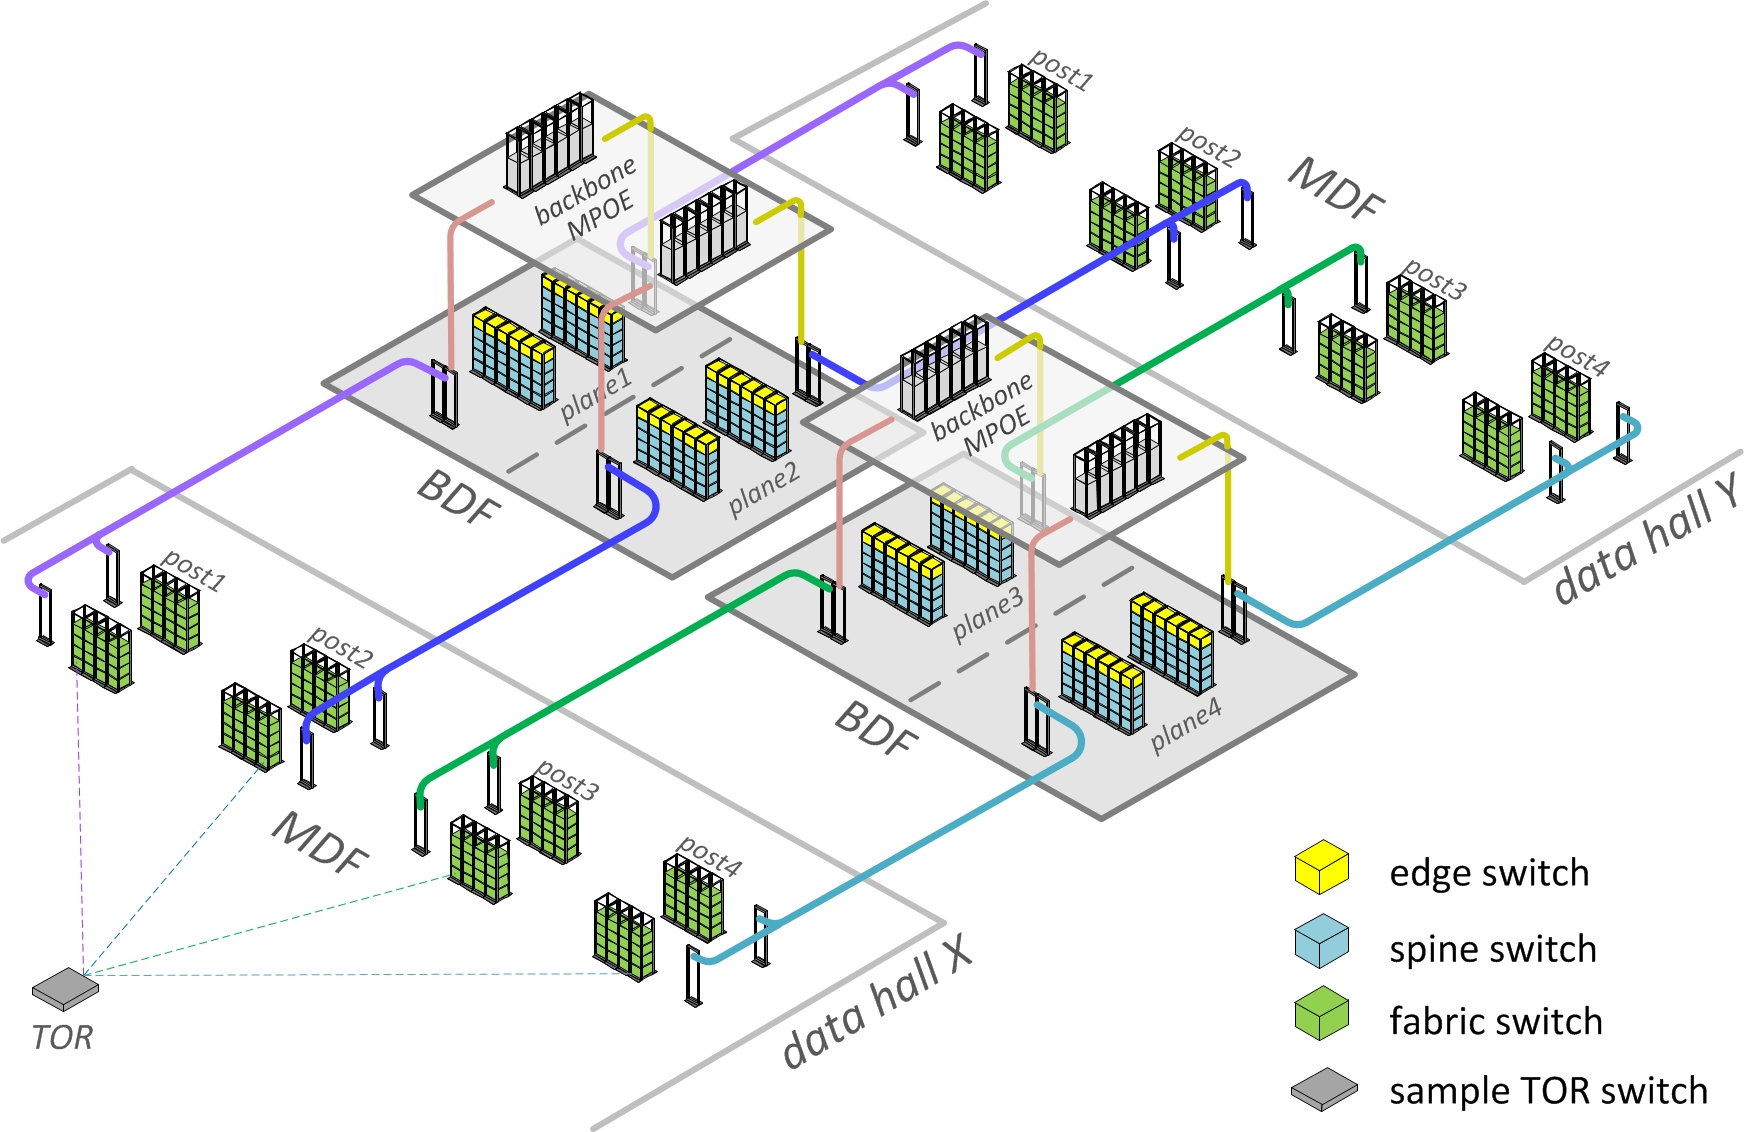 post1
post2
MDF
backbone
MPOE
post3
post4
plane1
backbone
MPOE
BDF
plane2
data hall Y
post1
plane3
post2
BDF
plane4
post3
MDF
post4
data hall X
TOR
edge switch
spine switch
fabric switch
sample TOR switch